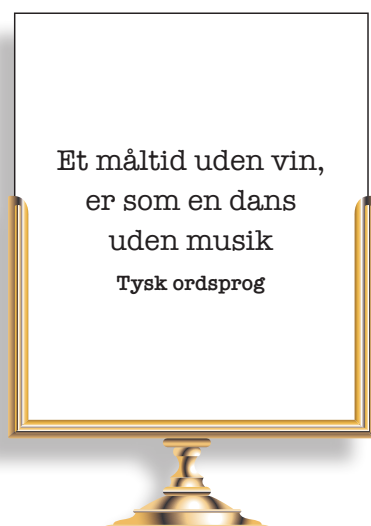 Et måltid uden vin,
er som en dans
uden musik
Tysk ordsprog